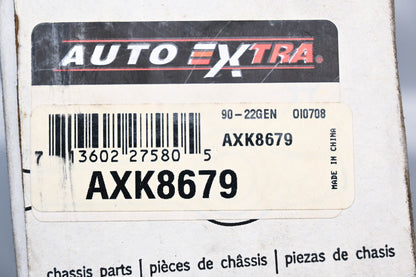 AUTO EXTRA®
90-22GEN OI0708
AXK8679
MADE IN CHINA
7 13602 27580 5
AXK8679
chassis parts | pièces de châssis | piezas de chasis